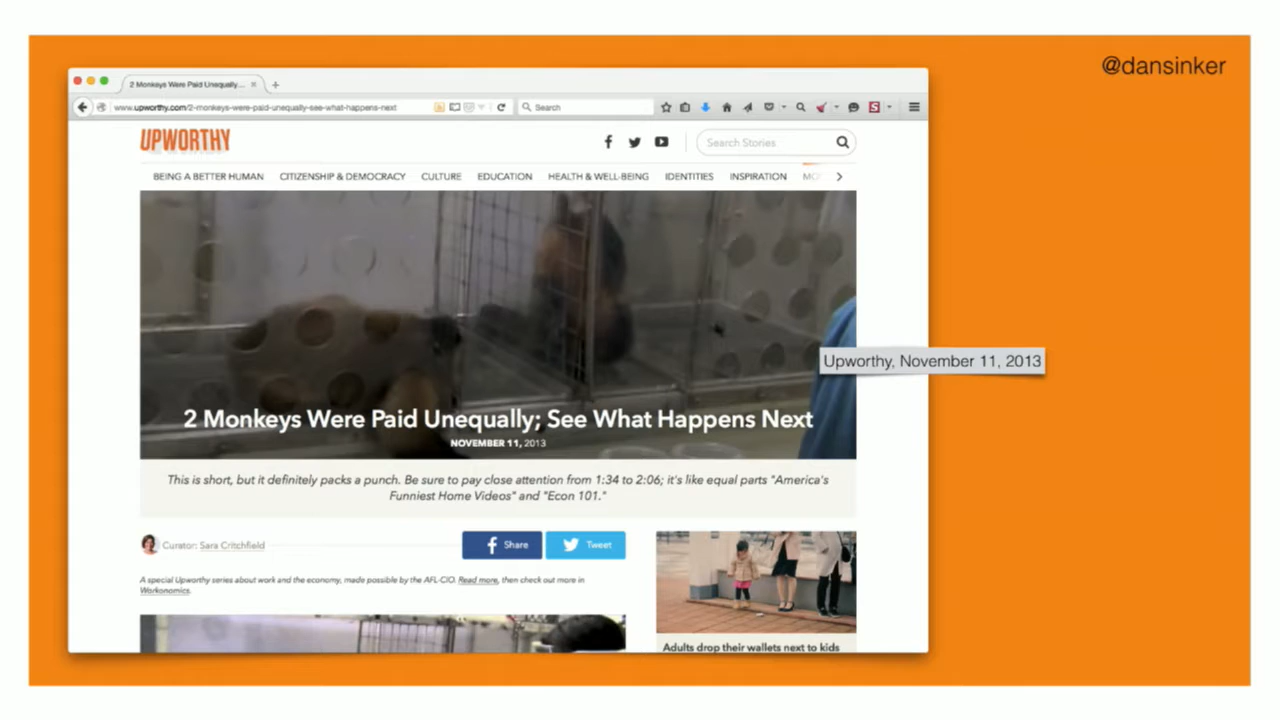 @dansinker
2 Monkeys Were Paid Unequally...
www.upworthy.com/2-monkeys-were-paid-unequally-see-what-happens-next
Search
S
UPWORTHY
Search Stories
BEING A BETTER HUMAN CITIZENSHIP & DEMOCRACY CULTURE EDUCATION HEALTH & WELL-BEING IDENTITIES INSPIRATION
Upworthy, November 11, 2013
2 Monkeys Were Paid Unequally; See What Happens Next
NOVEMBER 11, 2013
This is short, but it definitely packs a punch. Be sure to pay close attention from 1:34 to 2:06; it's like equal parts "America's
Funniest Home Videos" and "Econ 101."
Curator: Sara Critchfield
Share
Tweet
A special Upworthy series about work and the economy, made possible by the AFL-CIO. Read more, then check out more in
Workonomics.
Adults drop their wallets next to kids